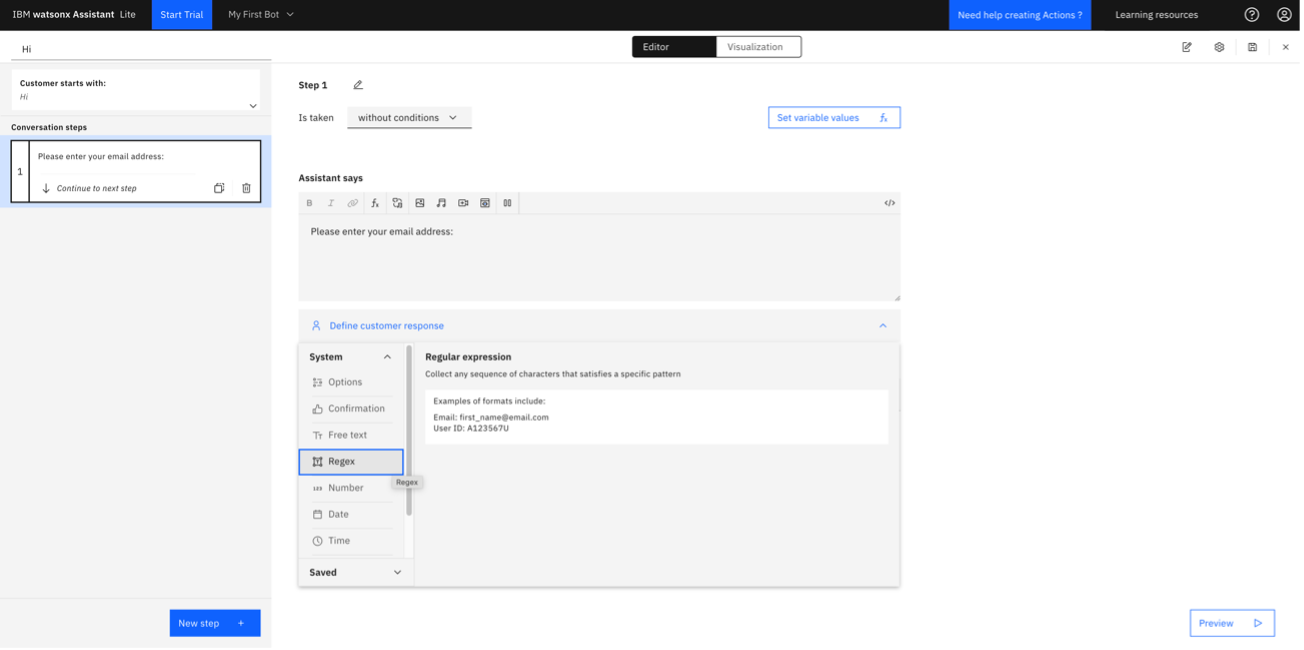 IBM watsonx Assistant Lite
Start Trial
My First Bot
Need help creating Actions ?
Learning resources
Hi
Editor
Visualization
Customer starts with:
Hi
Conversation steps
1
Please enter your email address:
Continue to next step
Step 1
Is taken
without conditions
Set variable values fx
Assistant says
B I fx </>
Please enter your email address:
Define customer response
System
Options
Confirmation
Tт Free text
Regex
123 Number
Date
Time
Saved
Regex
Regular expression
Collect any sequence of characters that satisfies a specific pattern
Examples of formats include:
Email: first_name@email.com
User ID: A123567U
New step +
Preview